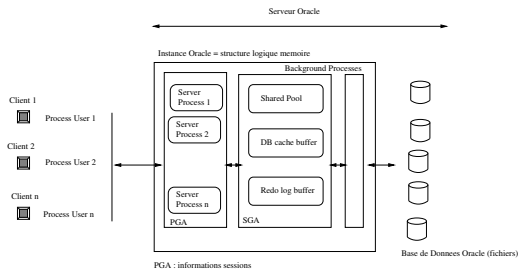 Serveur Oracle
Instance Oracle = structure logique memoire
Background Processes
Client 1
Process User 1
Client 2
Process User 2
Client n
Process User n
Server
Process 1
Server
Process 2
Server
Process n
PGA
Shared Pool
DB cache buffer
Redo log buffer
SGA
Base de Donnees Oracle (fichiers)
PGA : informations sessions